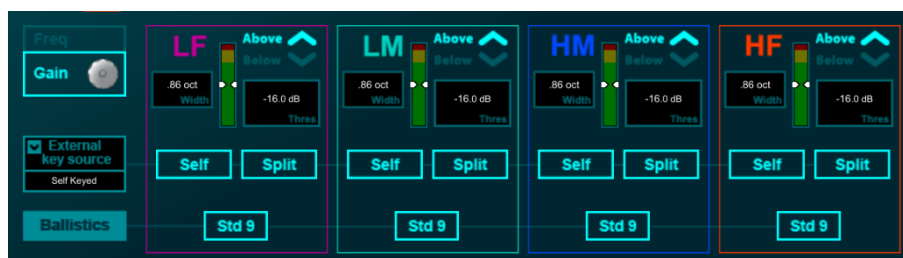 Freq
Gain
External
key source
Self Keyed
Ballistics
LF
Above
Below
.86 oct
Width
-16.0 dB
Thres
Self
Split
Std 9
LM
Above
Below
.86 oct
Width
-16.0 dB
Thres
Self
Split
Std 9
HM
Above
Below
.86 oct
Width
-16.0 dB
Thres
Self
Split
Std 9
HF
Above
Below
.86 oct
Width
-16.0 dB
Thres
Self
Split
Std 9